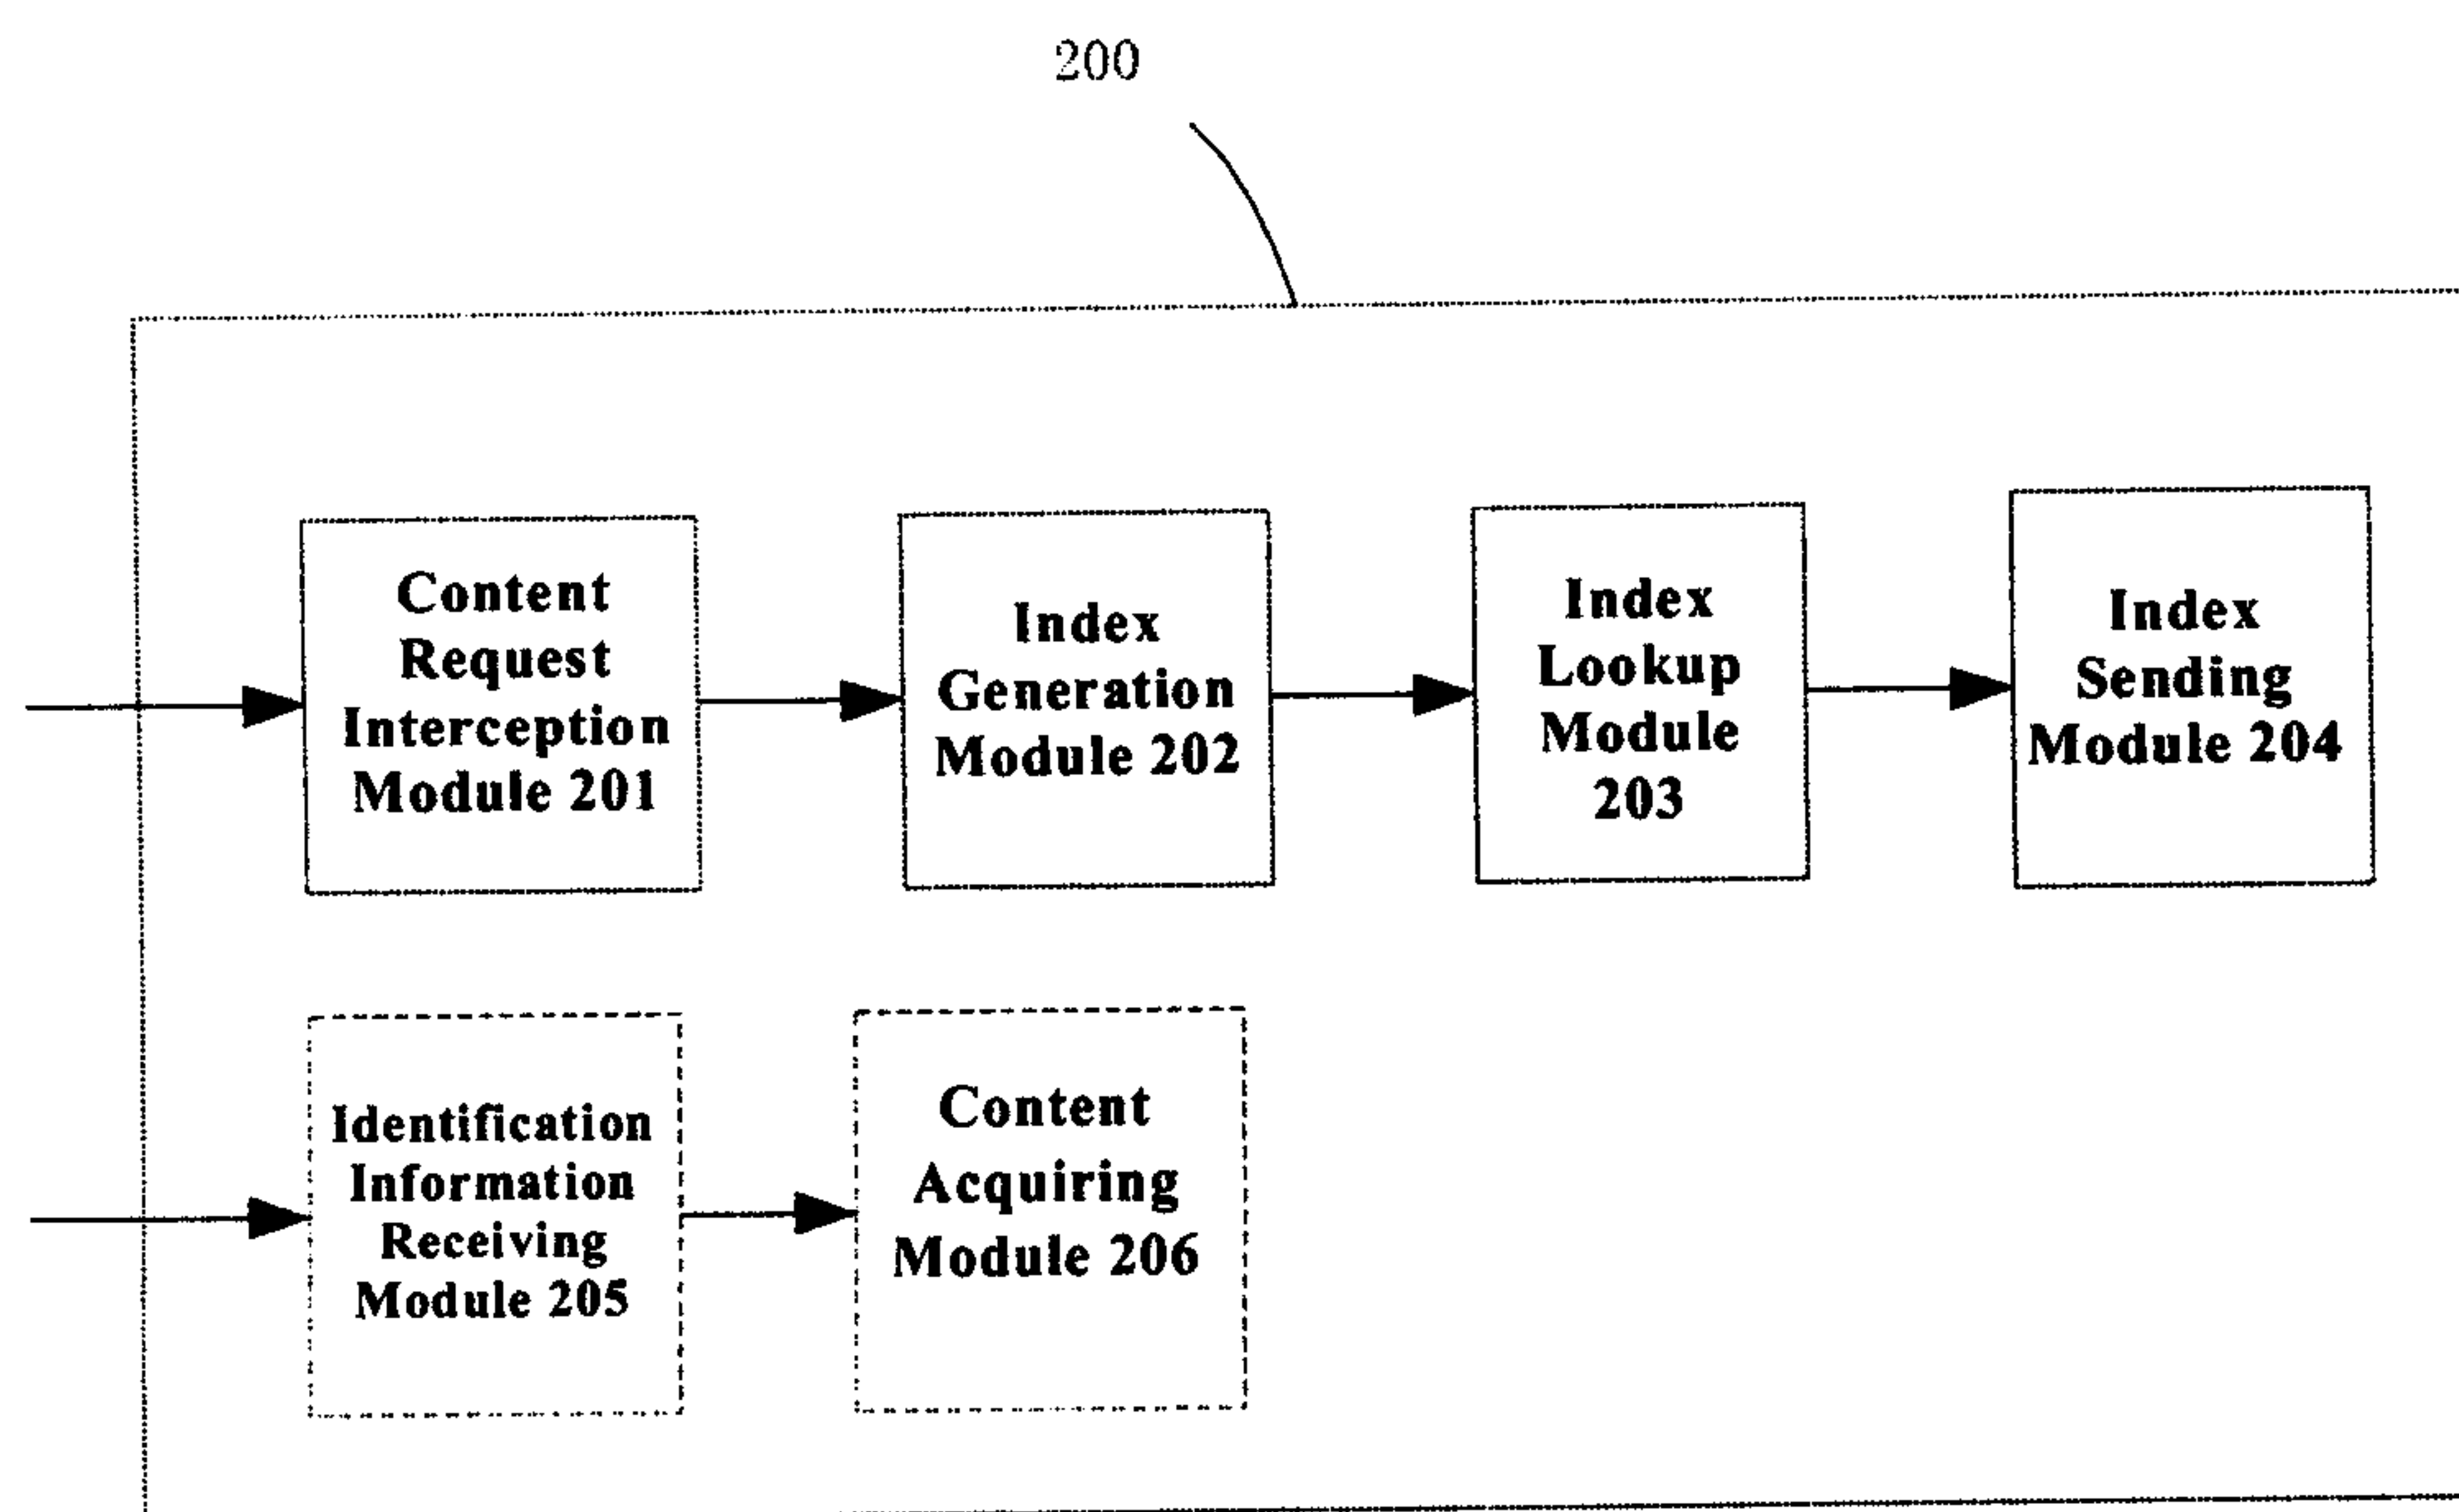 200
Content
Request
Interception
Module 201
Index
Generation
Module 202
Index
Lookup
Module
203
Index
Sending
Module 204
Identification
Information
Receiving
Module 205
Content
Acquiring
Module 206